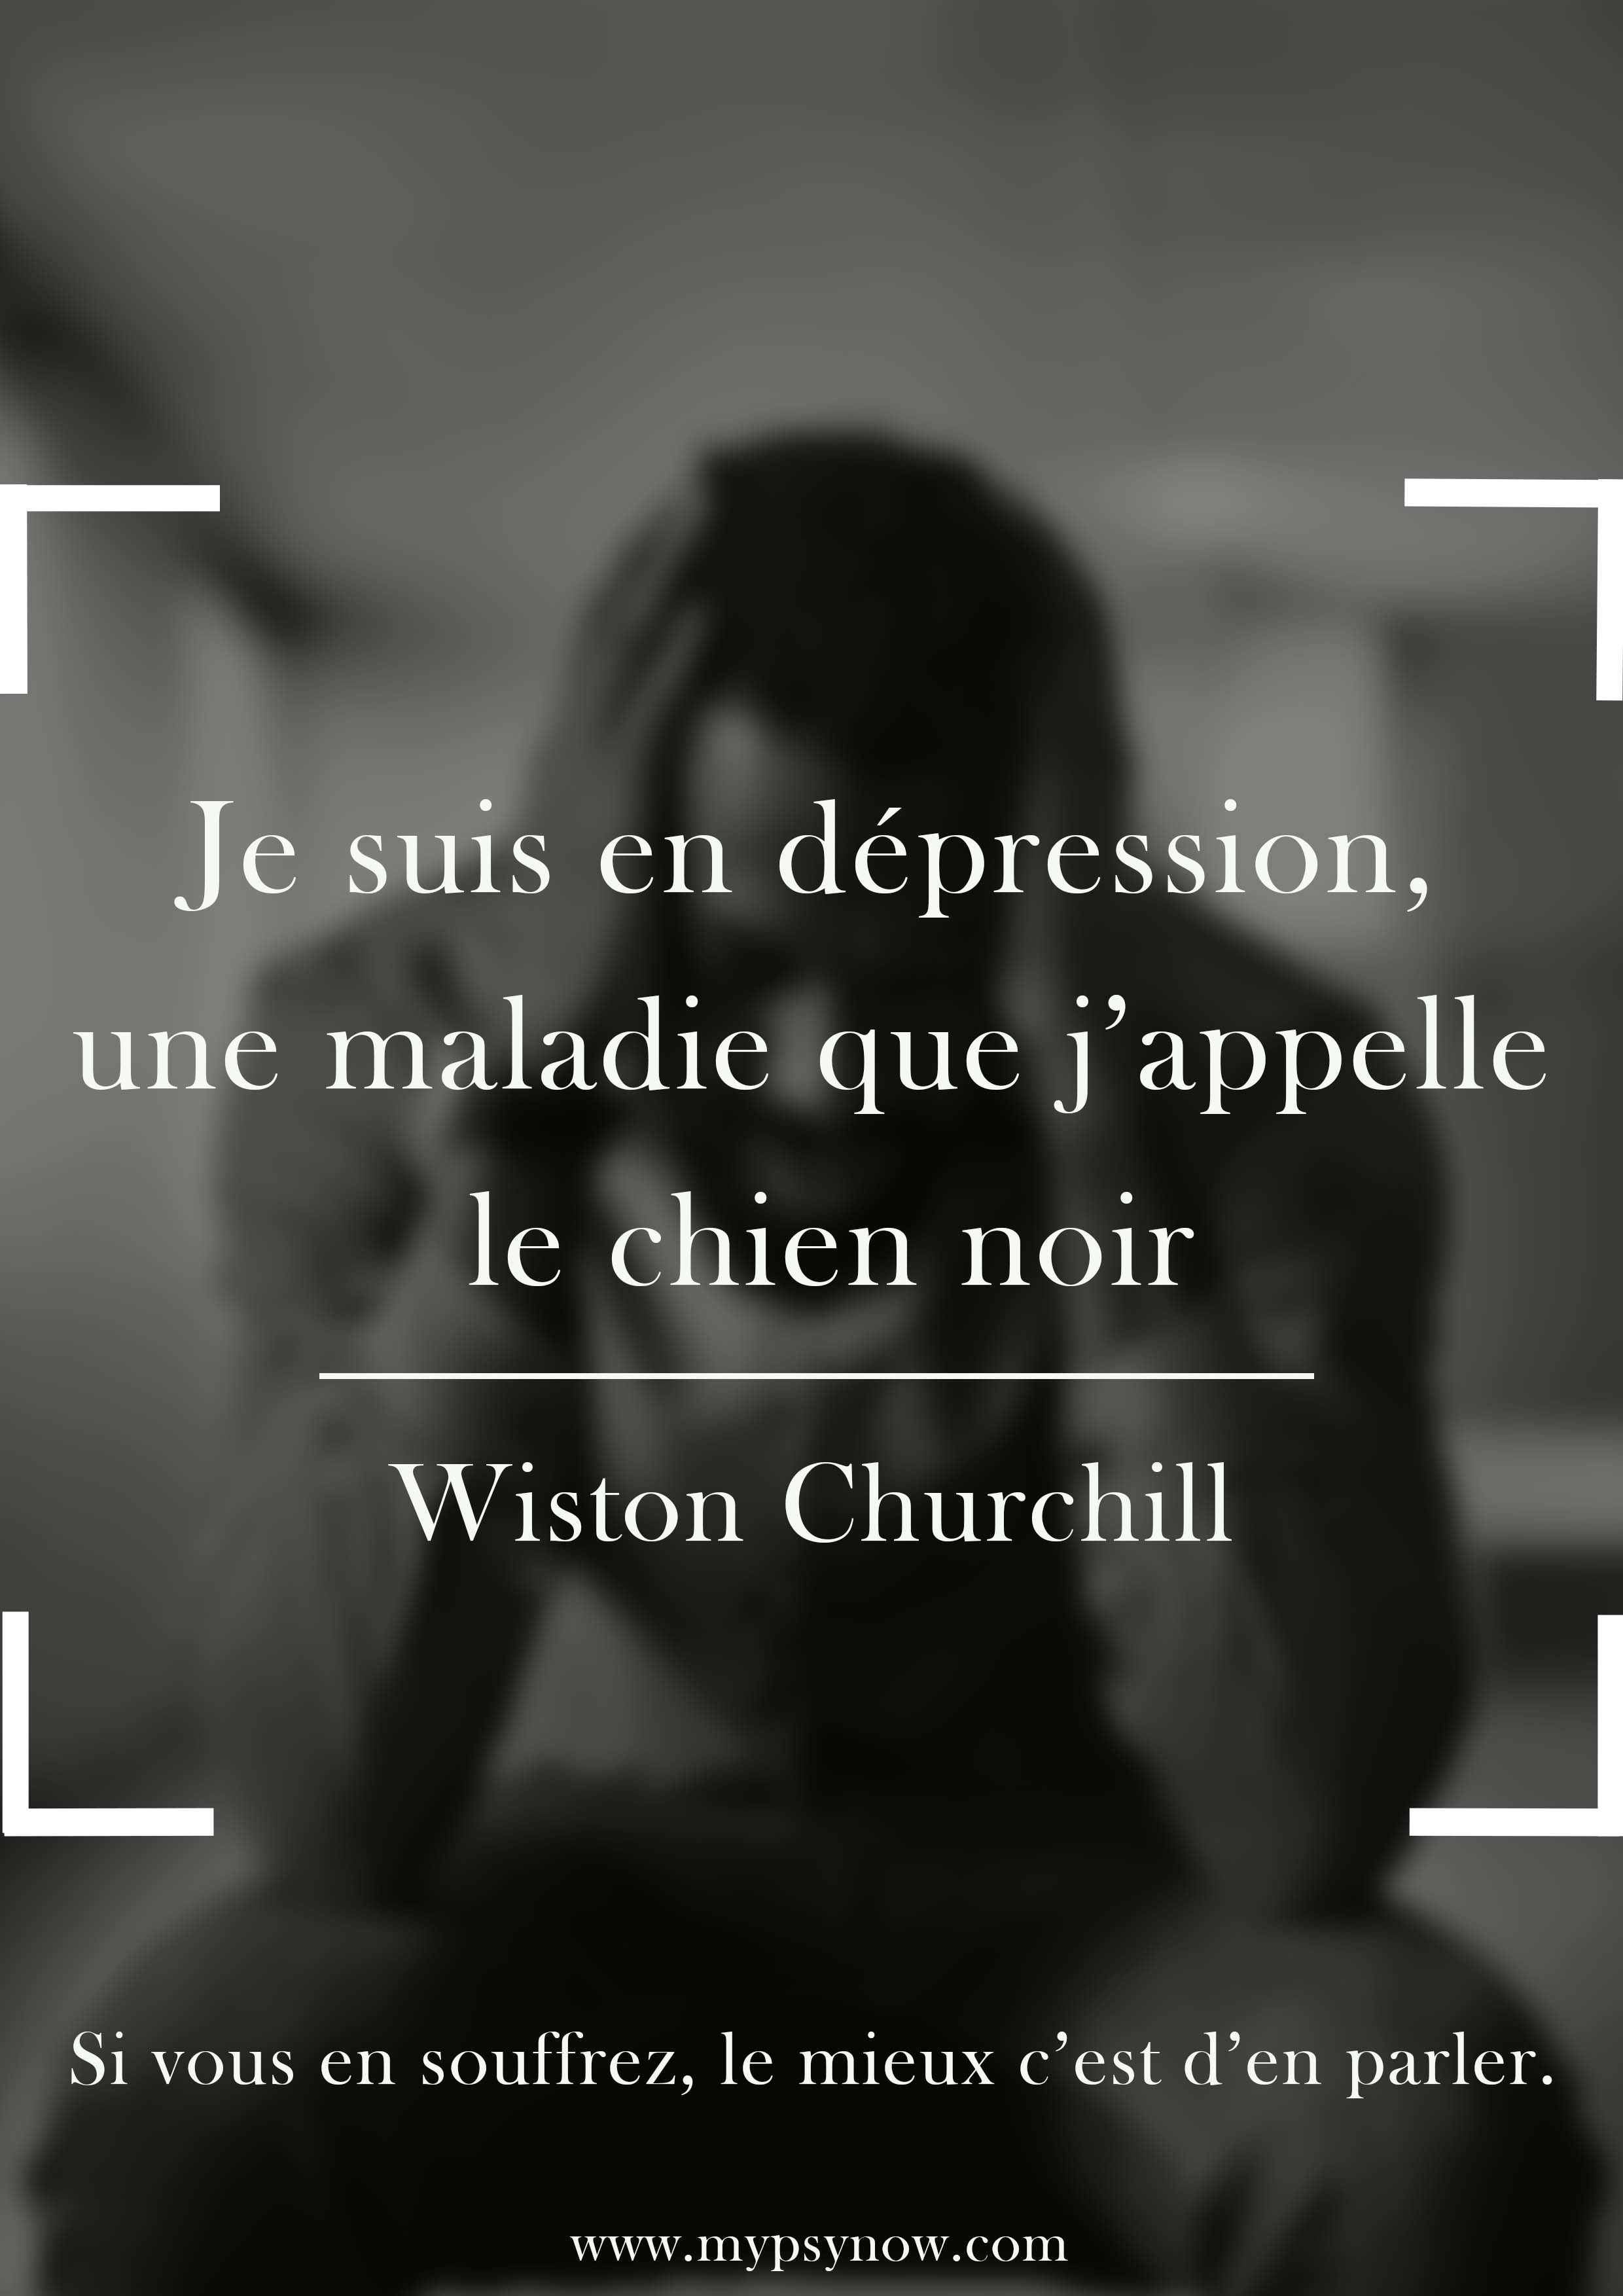 Je suis en dépression,
une maladie que j’appelle
le chien noir
Wiston Churchill
Si vous en souffrez, le mieux c’est d’en parler.
www.mypsynow.com